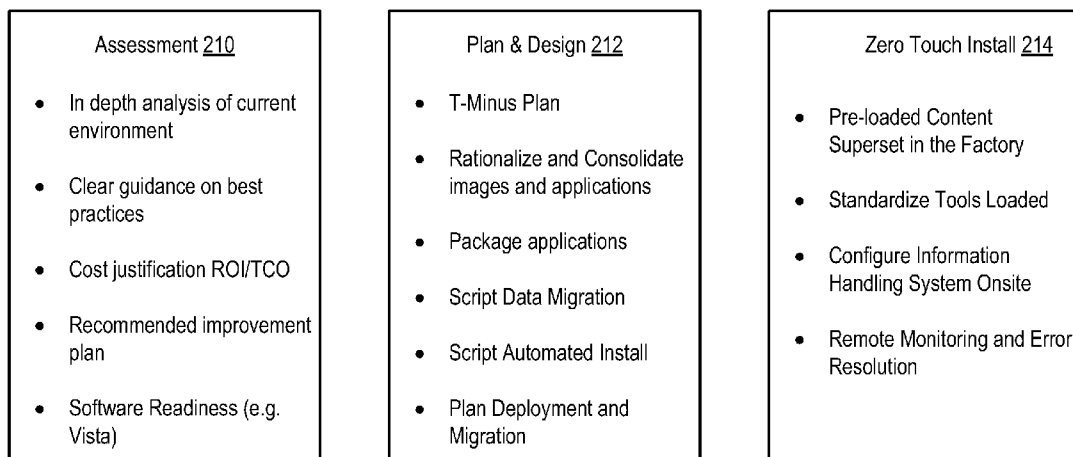 Assessment 210
• In depth analysis of current
environment
• Clear guidance on best
practices
• Cost justification ROI/TCO
• Recommended improvement
plan
• Software Readiness (e.g.
Vista)
Plan & Design 212
• T-Minus Plan
• Rationalize and Consolidate
images and applications
• Package applications
• Script Data Migration
• Script Automated Install
• Plan Deployment and
Migration
Zero Touch Install 214
• Pre-loaded Content
Superset in the Factory
• Standardize Tools Loaded
• Configure Information
Handling System Onsite
• Remote Monitoring and Error
Resolution